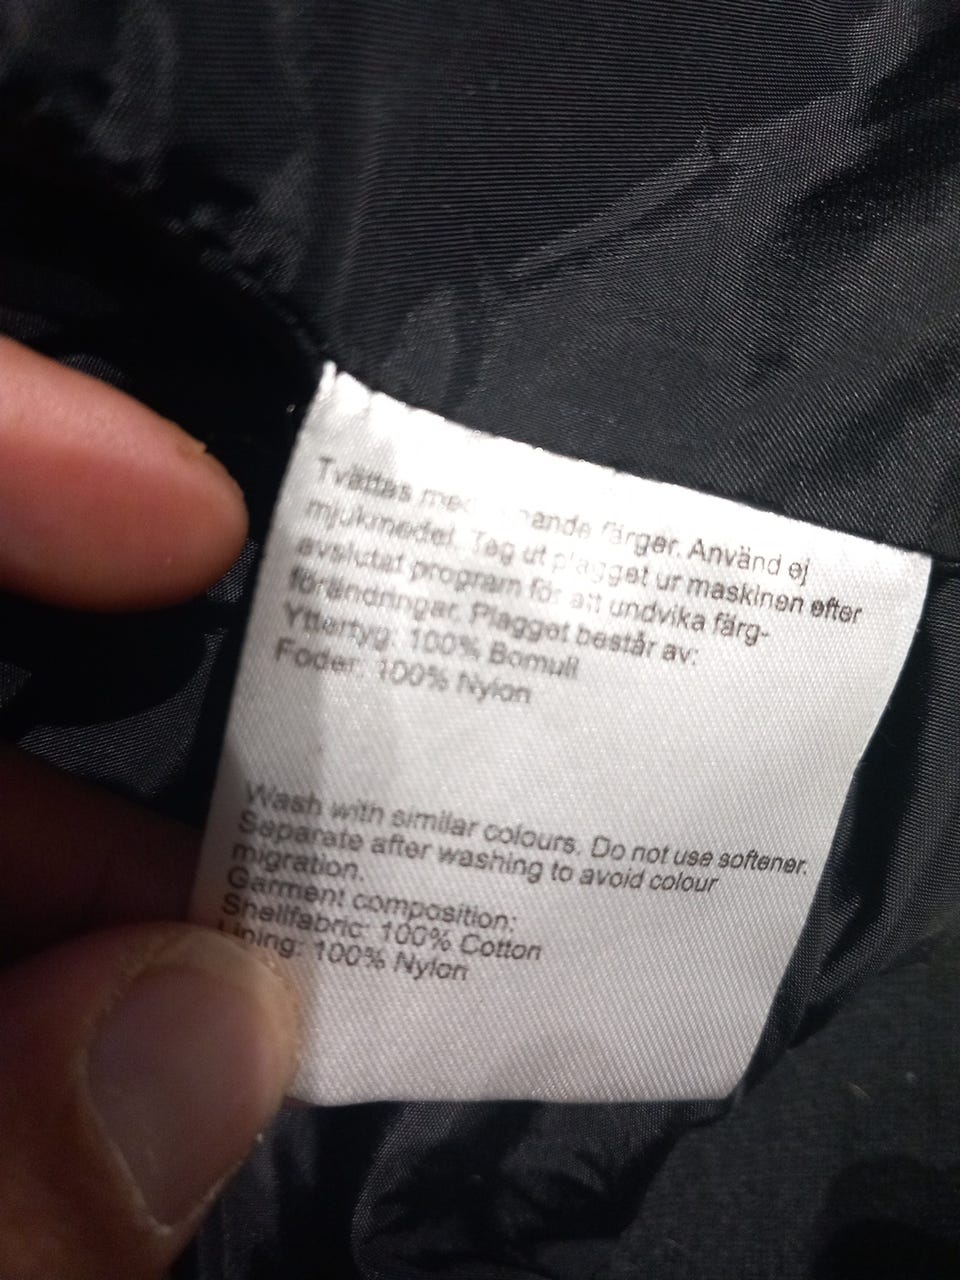 Tvättas med färger. Använd ej
mjukmedel. Tag ut plagget ur maskinen efter
avslutat program för att undvika färg-
förändringar. Plagget består av:
Yttertyg: 100% Bomull
Foder: 100% Nylon
Wash with similar colours. Do not use softener.
Separate after washing to avoid colour
migration.
Garment composition:
Shellfabric: 100% Cotton
Lining: 100% Nylon